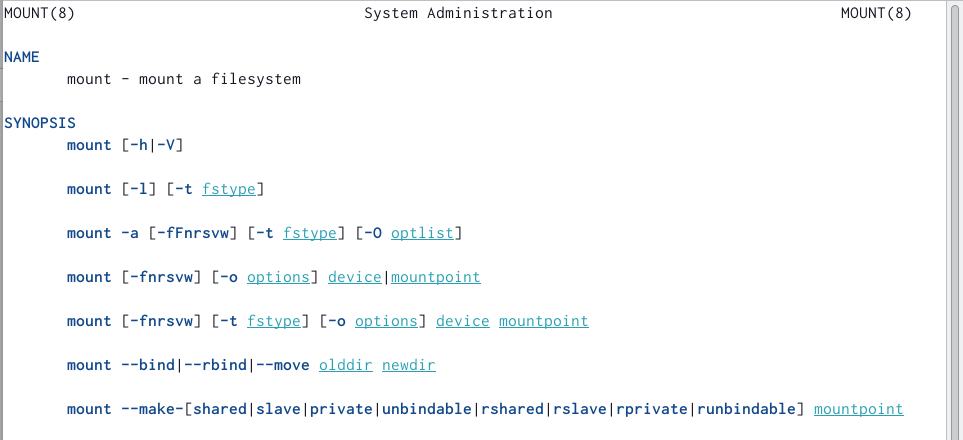 MOUNT(8) System Administration MOUNT(8)
NAME
mount - mount a filesystem
SYNOPSIS
mount [-h|-V]
mount [-l] [-t fstype]
mount -a [-fFnrsvw] [-t fstype] [-O optlist]
mount [-fnrsvw] [-o options] device|mountpoint
mount [-fnrsvw] [-t fstype] [-o options] device mountpoint
mount --bind|--rbind|--move olddir newdir
mount --make-[shared|slave|private|unbindable|rshared|rslave|rprivate|runbindable] mountpoint